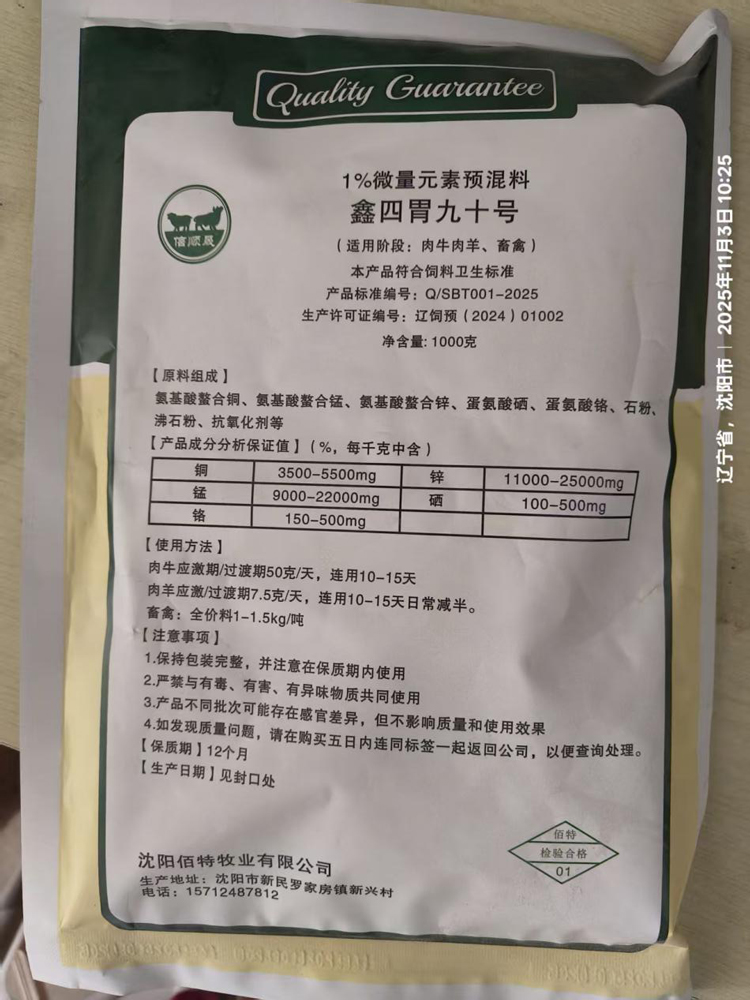 Quality Guarantee
信顺晟
1%微量元素预混料
鑫四胃九十号
（适用阶段：肉牛肉羊、畜禽）
本产品符合饲料卫生标准
产品标准编号：Q/SBT001-2025
生产许可证编号：辽饲预（2024）01002
净含量：1000克
【原料组成】
氨基酸螯合铜、氨基酸螯合锰、氨基酸螯合锌、蛋氨酸硒、蛋氨酸铬、石粉、
沸石粉、抗氧化剂等
【产品成分分析保证值】（%，每千克中含）
铜 3500-5500mg 锌 11000-25000mg
锰 9000-22000mg 硒 100-500mg
铬 150-500mg
【使用方法】
肉牛应激期/过渡期50克/天，连用10-15天
肉羊应激/过渡期7.5克/天，连用10-15天日常减半。
畜禽：全价料1-1.5kg/吨
【注意事项】
1.保持包装完整，并注意在保质期内使用
2.严禁与有毒、有害、有异味物质共同使用
3.产品不同批次可能存在感官差异，但不影响质量和使用效果
4.如发现质量问题，请在购买五日内连同标签一起返回公司，以便查询处理。
【保质期】12个月
【生产日期】见封口处
沈阳佰特牧业有限公司
生产地址：沈阳市新民罗家房镇新兴村
电话：15712487812
佰特
检验合格
01
辽宁省，沈阳市｜2025年11月3日 10:25